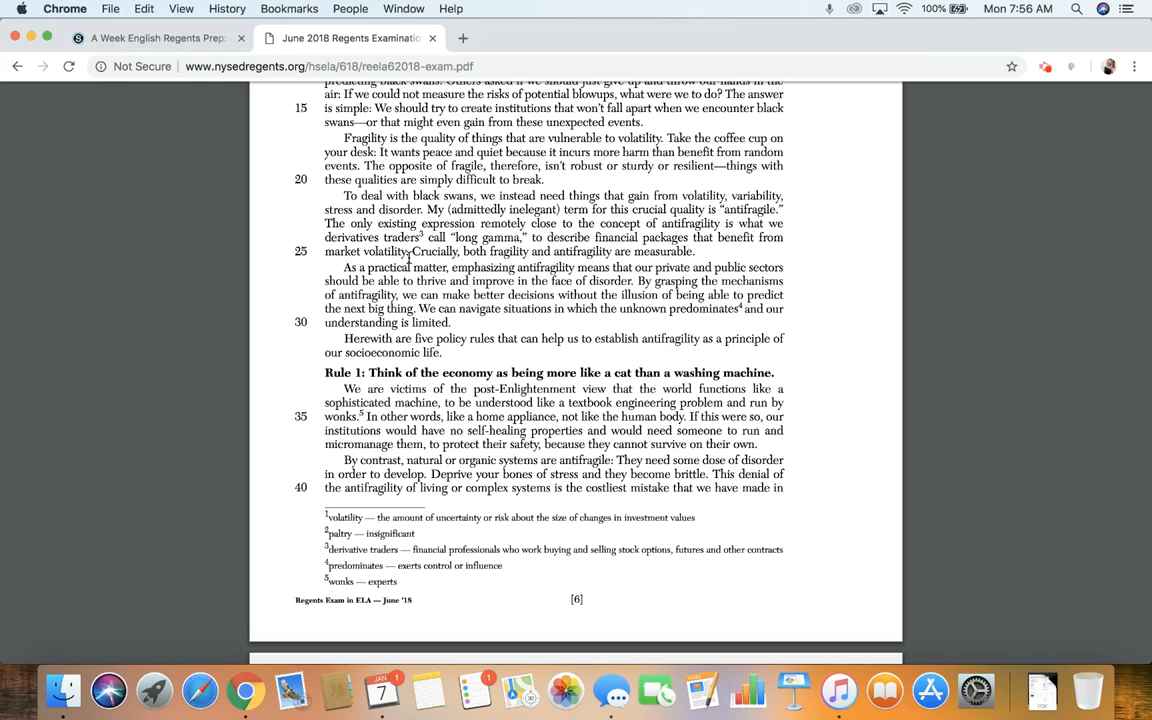 Chrome File Edit View History Bookmarks People Window Help 100% Mon 7:56 AM
A Week English Regents Prep: June 2018 Regents Examinatio
Not Secure www.nysedregents.org/hsela/618/reela62018-exam.pdf
predicting black swans. Others asked if we should just give up and throw our hands in the
air: If we could not measure the risks of potential blowups, what were we to do? The answer
15 is simple: We should try to create institutions that won't fall apart when we encounter black
swans—or that might even gain from these unexpected events.
Fragility is the quality of things that are vulnerable to volatility. Take the coffee cup on
your desk: It wants peace and quiet because it incurs more harm than benefit from random
events. The opposite of fragile, therefore, isn't robust or sturdy or resilient—things with
20 these qualities are simply difficult to break.
To deal with black swans, we instead need things that gain from volatility, variability,
stress and disorder. My (admittedly inelegant) term for this crucial quality is “antifragile.”
The only existing expression remotely close to the concept of antifragility is what we
derivatives traders³ call “long gamma,” to describe financial packages that benefit from
25 market volatility. Crucially, both fragility and antifragility are measurable.
As a practical matter, emphasizing antifragility means that our private and public sectors
should be able to thrive and improve in the face of disorder. By grasping the mechanisms
of antifragility, we can make better decisions without the illusion of being able to predict
the next big thing. We can navigate situations in which the unknown predominates⁴ and our
30 understanding is limited.
Herewith are five policy rules that can help us to establish antifragility as a principle of
our socioeconomic life.
Rule 1: Think of the economy as being more like a cat than a washing machine.
We are victims of the post-Enlightenment view that the world functions like a
sophisticated machine, to be understood like a textbook engineering problem and run by
35 wonks.⁵ In other words, like a home appliance, not like the human body. If this were so, our
institutions would have no self-healing properties and would need someone to run and
micromanage them, to protect their safety, because they cannot survive on their own.
By contrast, natural or organic systems are antifragile: They need some dose of disorder
in order to develop. Deprive your bones of stress and they become brittle. This denial of
40 the antifragility of living or complex systems is the costliest mistake that we have made in
¹volatility — the amount of uncertainty or risk about the size of changes in investment values
²paltry — insignificant
³derivative traders — financial professionals who work buying and selling stock options, futures and other contracts
⁴predominates — exerts control or influence
⁵wonks — experts
Regents Exam in ELA — June '18 [6]
JAN
7
1
1
PDF